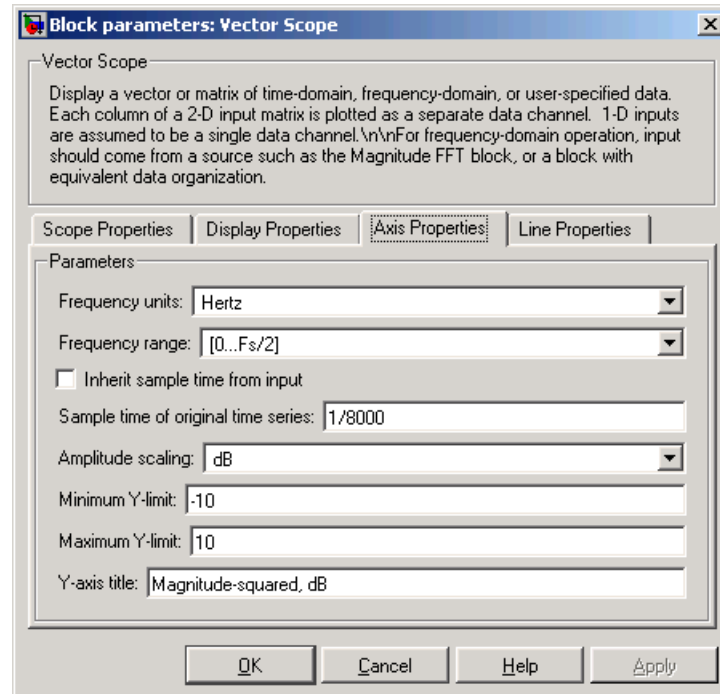 Block parameters: Vector Scope
Vector Scope
Display a vector or matrix of time-domain, frequency-domain, or user-specified data.
Each column of a 2-D input matrix is plotted as a separate data channel.  1-D inputs
are assumed to be a single data channel.\n\nFor frequency-domain operation, input
should come from a source such as the Magnitude FFT block, or a block with
equivalent data organization.
Scope Properties Display Properties Axis Properties Line Properties
Parameters
Frequency units: Hertz
Frequency range: [0...Fs/2]
Inherit sample time from input
Sample time of original time series: 1/8000
Amplitude scaling: dB
Minimum Y-limit: -10
Maximum Y-limit: 10
Y-axis title: Magnitude-squared, dB
OK Cancel Help Apply